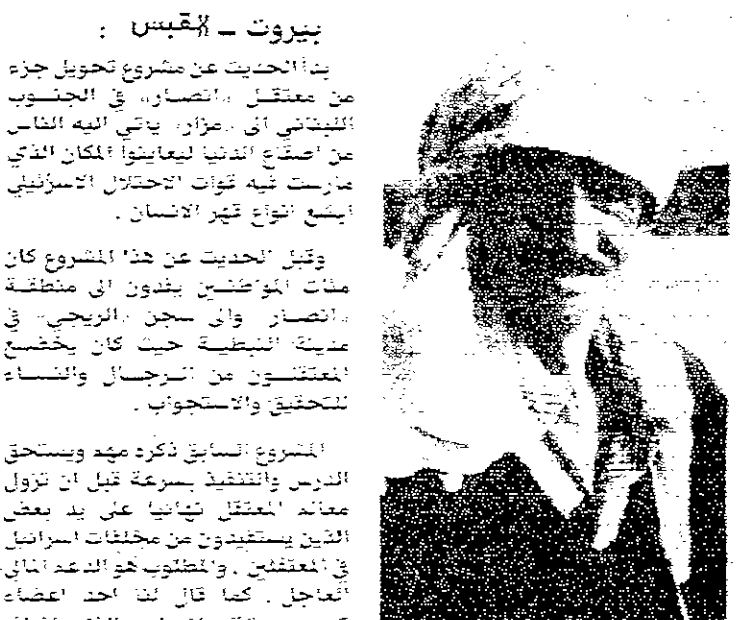 بيروت ـ القبس :
بدأ الحديث عن مشروع تحويل جزء
من معتقل «انصار» في الجنوب
اللبناني الى «مزار» يأتي اليه الناس
من اصقاع الدنيا ليعاينوا المكان الذي
مارست فيه قوات الاحتلال الاسرائيلي
ابشع انواع قهر الانسان .
وقبل الحديث عن هذا المشروع كان
مئات المواطنين يفدون الى منطقة
«انصار» والى سجن «الريجي» في
مدينة النبطية حيث كان يخضع
المعتقلون من الرجال والنساء
للتحقيق والاستجواب .
المشروع السابق ذكره مهم ويستحق
الدرس والتنفيذ بسرعة قبل ان تزول
معالم المعتقل نهائيا على يد بعض
الذين يستفيدون من مخلفات اسرائيل
في المعتقلين . والمطلوب هو الدعم المالي
العاجل . كما قال لنا احد اعضاء